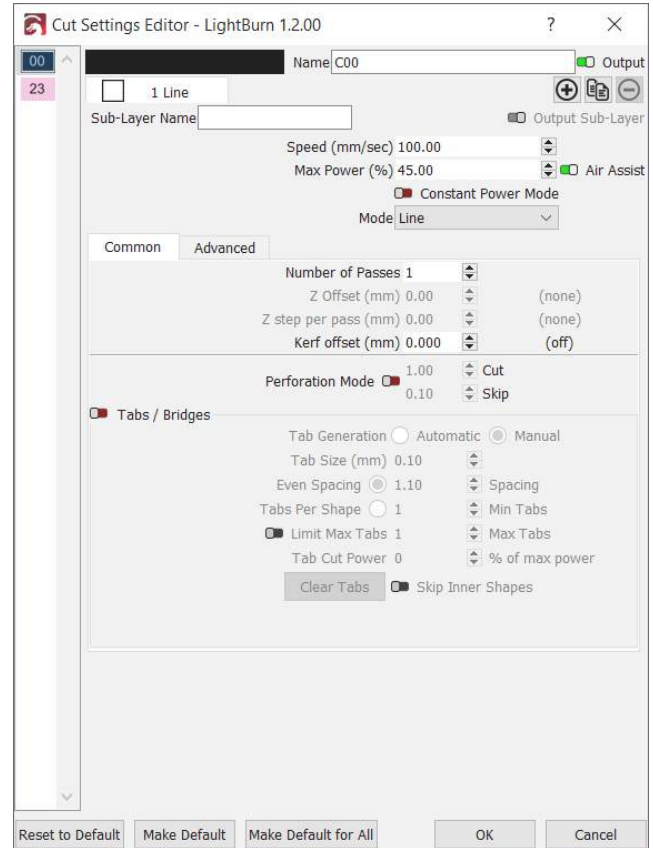 Cut Settings Editor - LightBurn 1.2.00 ? ×
00 Name C00 Output
23 1 Line
Sub-Layer Name Output Sub-Layer
Speed (mm/sec) 100.00
Max Power (%) 45.00 Air Assist
Constant Power Mode
Mode Line
Common Advanced
Number of Passes 1
Z Offset (mm) 0.00 (none)
Z step per pass (mm) 0.00 (none)
Kerf offset (mm) 0.000 (off)
Perforation Mode 1.00 Cut
0.10 Skip
Tabs / Bridges
Tab Generation Automatic Manual
Tab Size (mm) 0.10
Even Spacing 1.10 Spacing
Tabs Per Shape 1 Min Tabs
Limit Max Tabs 1 Max Tabs
Tab Cut Power 0 % of max power
Clear Tabs Skip Inner Shapes
Reset to Default Make Default Make Default for All OK Cancel